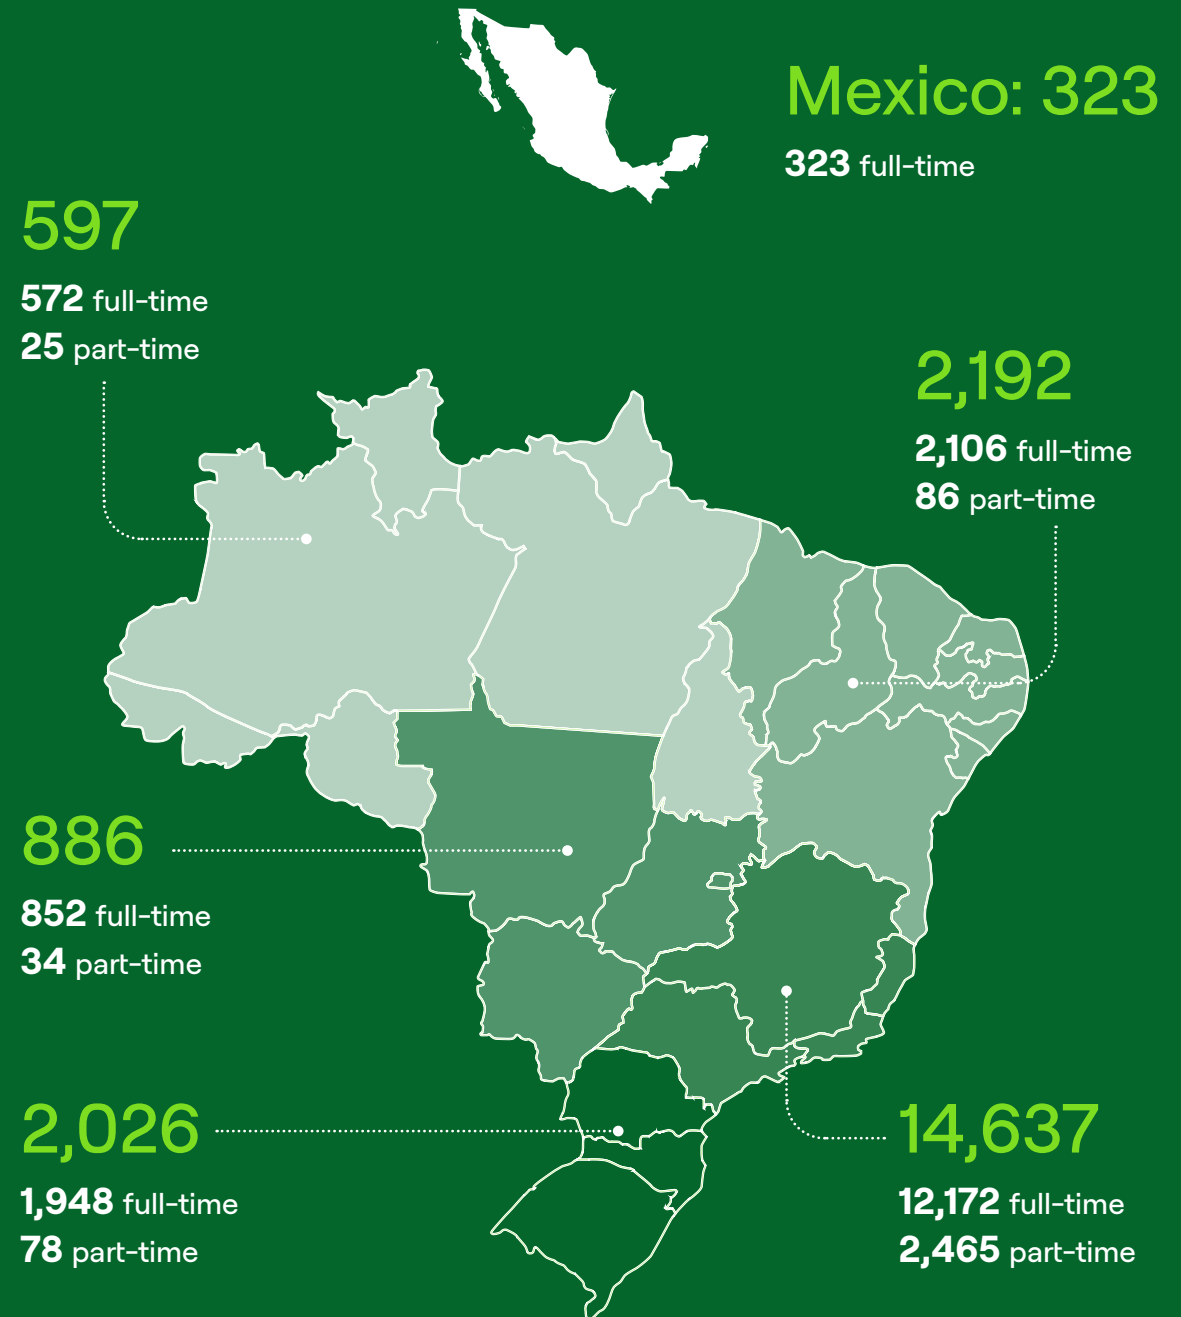 Mexico: 323
323 full-time
597
572 full-time
25 part-time
2,192
2,106 full-time
86 part-time
886
852 full-time
34 part-time
2,026
1,948 full-time
78 part-time
14,637
12,172 full-time
2,465 part-time